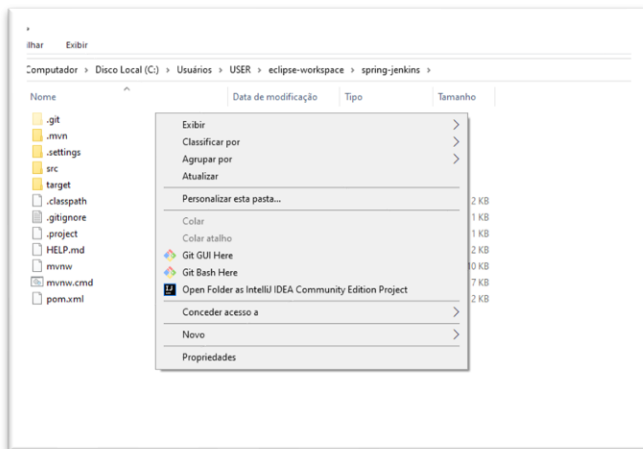 ilhar Exibir
Computador > Disco Local (C:) > Usuários > USER > eclipse-workspace > spring-jenkins >
Nome Data de modificação Tipo Tamanho
.git
.mvn
.settings
src
target
.classpath 2 KB
.gitignore 1 KB
.project 1 KB
HELP.md 2 KB
mvnw 10 KB
mvnw.cmd 7 KB
pom.xml 2 KB
Exibir
Classificar por
Agrupar por
Atualizar
Personalizar esta pasta...
Colar
Colar atalho
Git GUI Here
Git Bash Here
Open Folder as IntelliJ IDEA Community Edition Project
Conceder acesso a
Novo
Propriedades